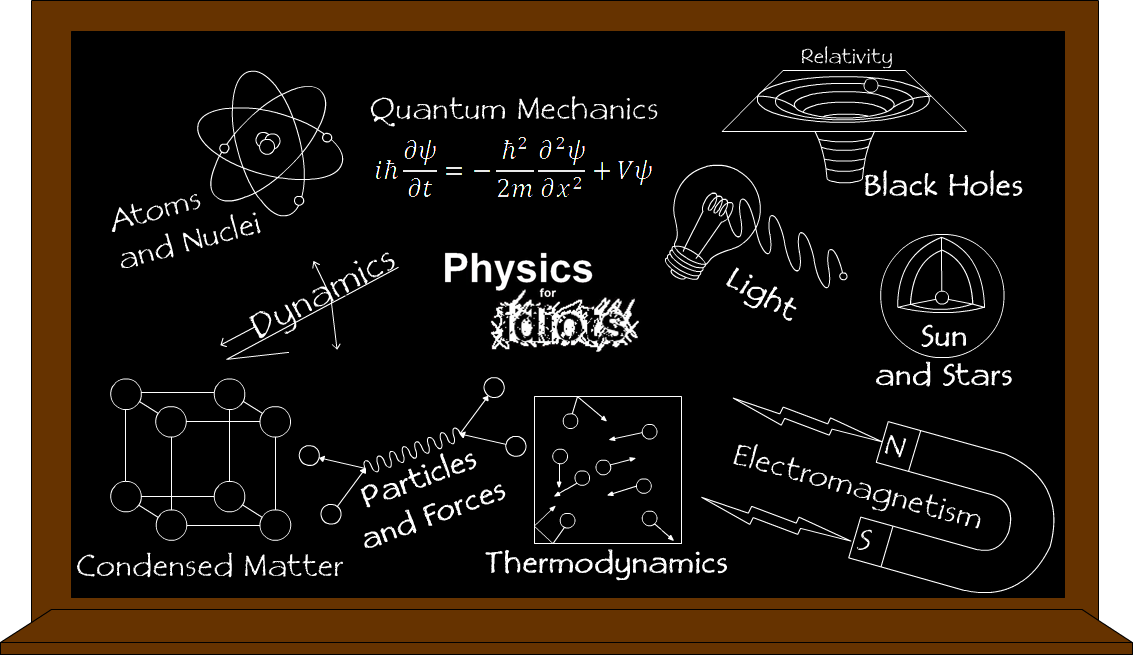 Relativity
Quantum Mechanics
iħ ∂ψ/∂t = − ħ²/2m ∂²ψ/∂x² + Vψ
Black Holes
Atoms
and Nuclei
Dynamics
Physics
for
idiots
Light
Sun
and Stars
Particles
and Forces
Electromagnetism
N
S
Condensed Matter
Thermodynamics